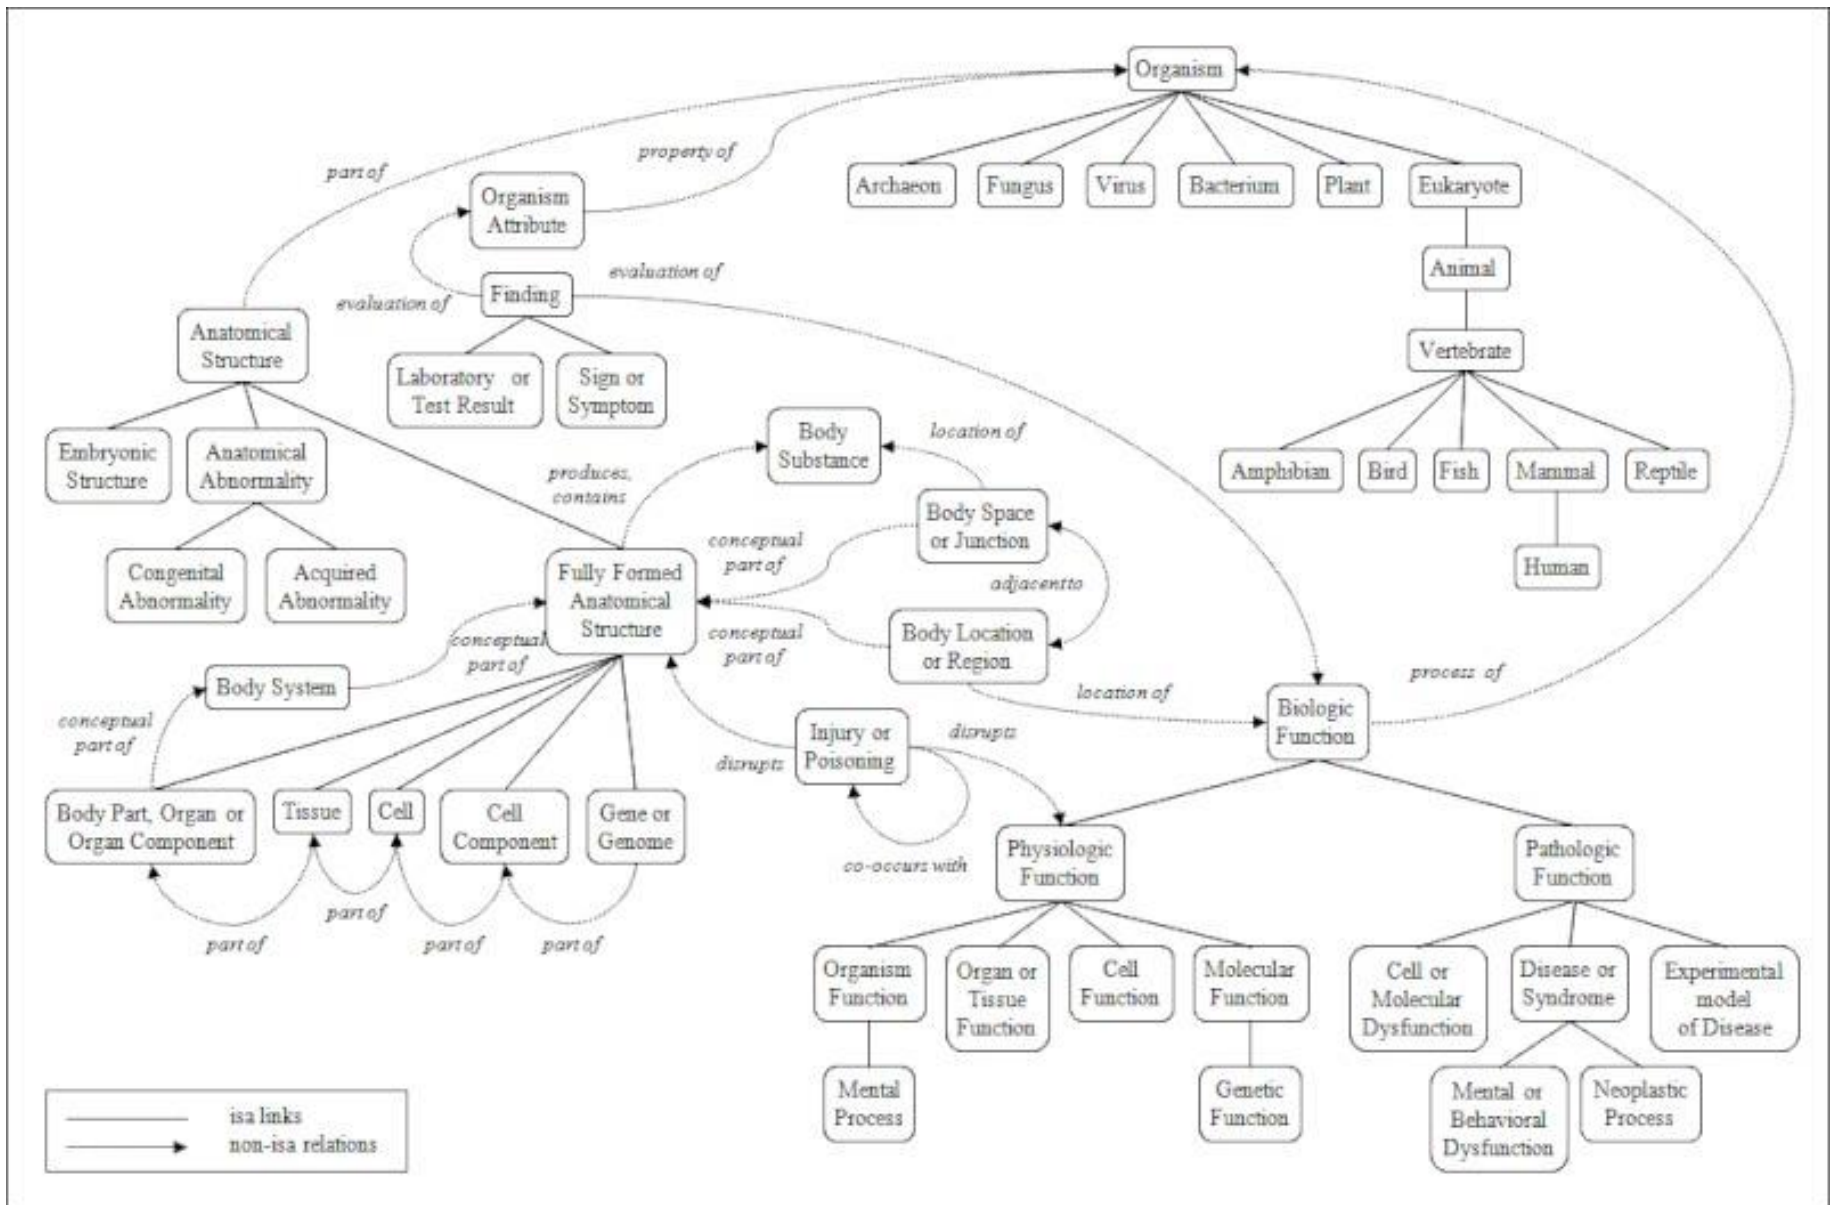 Organism
part of
property of
Archaeon
Fungus
Virus
Bacterium
Plant
Eukaryote
Organism
Attribute
Animal
evaluation of
Finding
evaluation of
Anatomical
Structure
Vertebrate
Laboratory or
Test Result
Sign or
Symptom
Body
Substance
location of
Embryonic
Structure
Anatomical
Abnormality
Amphibian
Bird
Fish
Mammal
Reptile
produces,
contains
Body Space
or Junction
conceptual
part of
Congenital
Abnormality
Acquired
Abnormality
Fully Formed
Anatomical
Structure
adjacent to
Human
conceptual
part of
conceptual
part of
Body Location
or Region
Body System
location of
process of
Biologic
Function
conceptual
part of
Injury or
Poisoning
disrupts
disrupts
Body Part, Organ or
Organ Component
Tissue
Cell
Cell
Component
Gene or
Genome
co-occurs with
Physiologic
Function
Pathologic
Function
part of
part of
part of
part of
Organism
Function
Organ or
Tissue
Function
Cell
Function
Molecular
Function
Cell or
Molecular
Dysfunction
Disease or
Syndrome
Experimental
model
of Disease
Mental
Process
Genetic
Function
Mental or
Behavioral
Dysfunction
Neoplastic
Process
isa links
non-isa relations